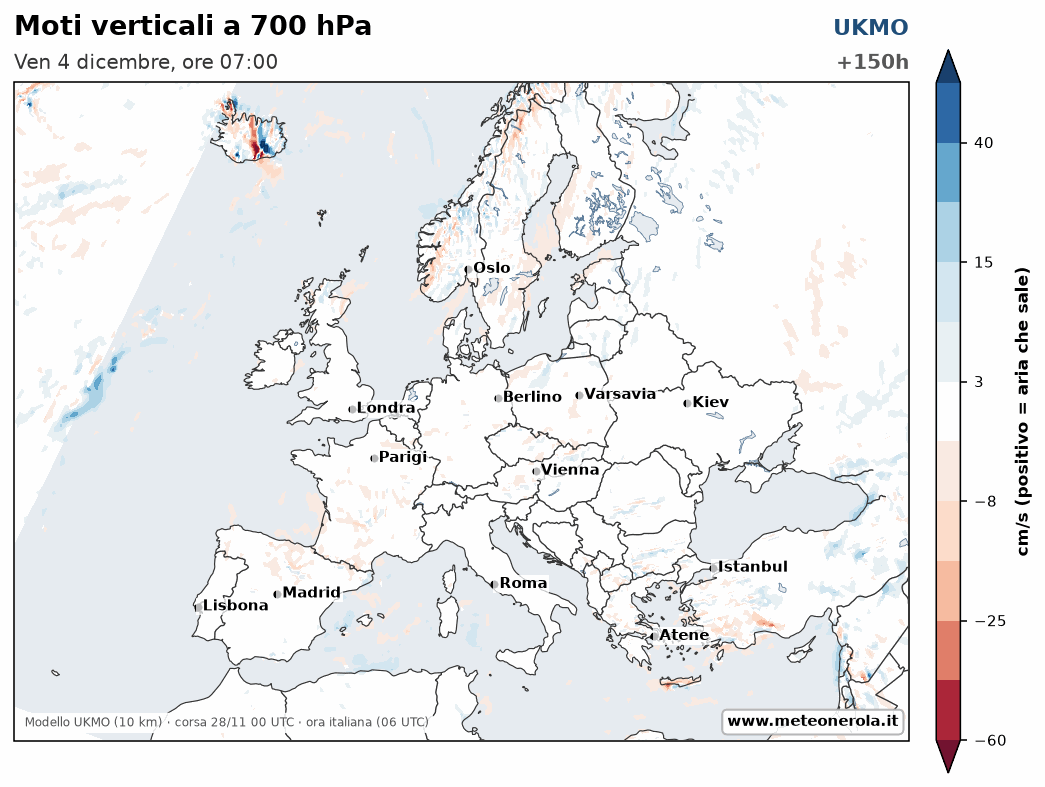 Moti verticali a 700 hPa
UKMO
Ven 4 dicembre, ore 07:00
+150h
40
15
3
−8
−25
−60
cm/s (positivo = aria che sale)
Oslo
Berlino
Varsavia
Kiev
Londra
Parigi
Vienna
Istanbul
Roma
Madrid
Lisbona
Atene
Modello UKMO (10 km) · corsa 28/11 00 UTC · ora italiana (06 UTC)
www.meteonerola.it